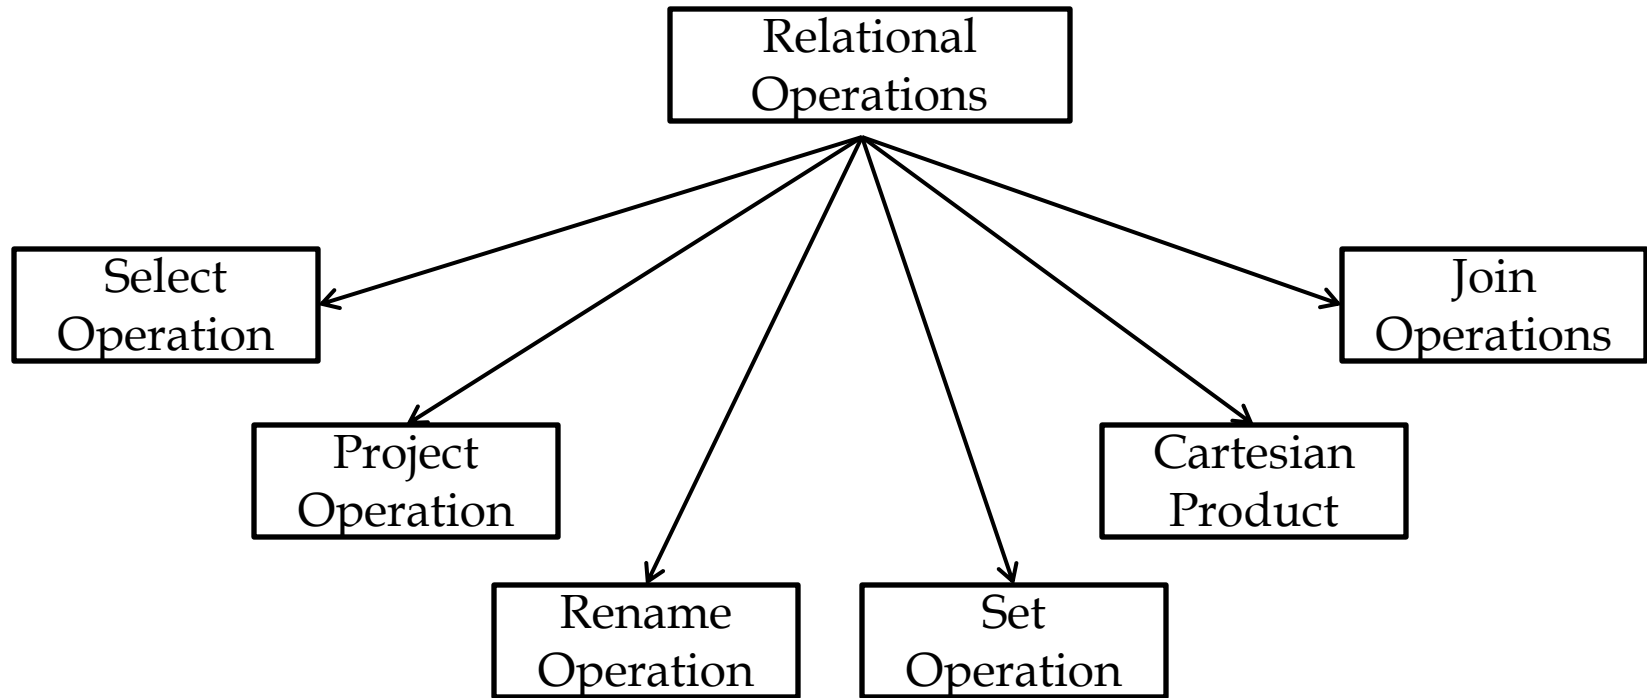 Relational
Operations
Select
Operation
Join
Operations
Project
Operation
Cartesian
Product
Rename
Operation
Set
Operation